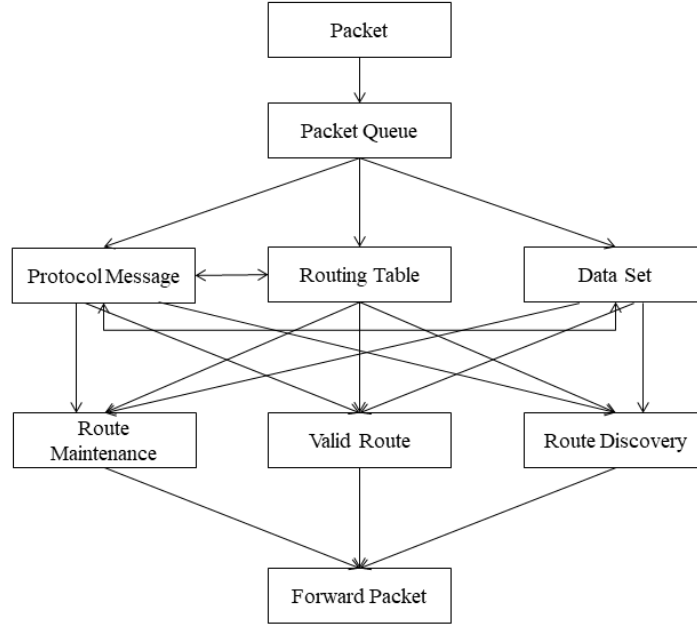 Packet
Packet Queue
Protocol Message
Routing Table
Data Set
Route
Maintenance
Valid Route
Route Discovery
Forward Packet